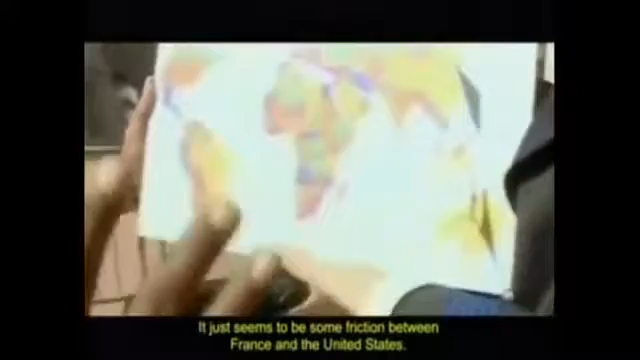 It just seems to be some friction between
France and the United States.